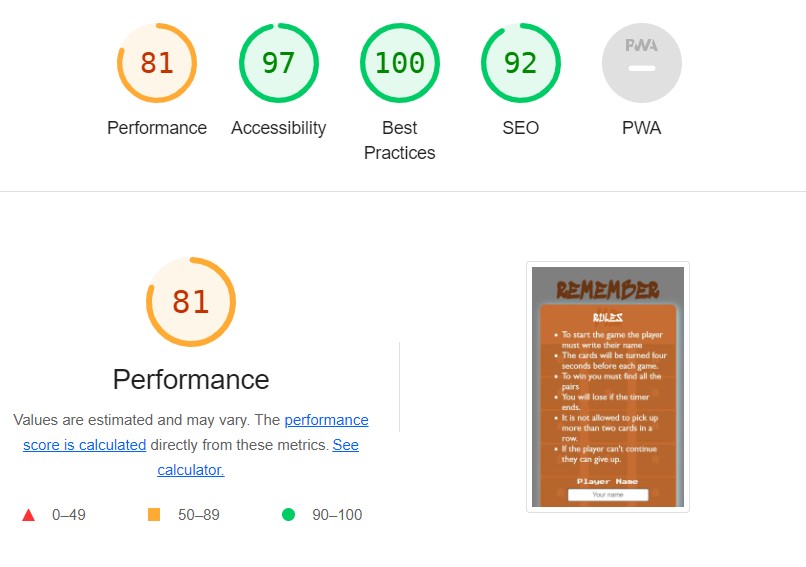 81
97
100
92
PWA
Performance
Accessibility
Best
Practices
SEO
PWA
81
Performance
Values are estimated and may vary. The performance
score is calculated directly from these metrics. See
calculator.
0–49
50–89
90–100
REMEMBER
RULES
To start the game the player
must write their name
The cards will be turned four
seconds before each game.
To win you must find all the
pairs
You will lose if the timer
ends.
It is not allowed to pick up
more than two cards in a
row.
If the player can't continue
they can give up.
Player Name
Your name